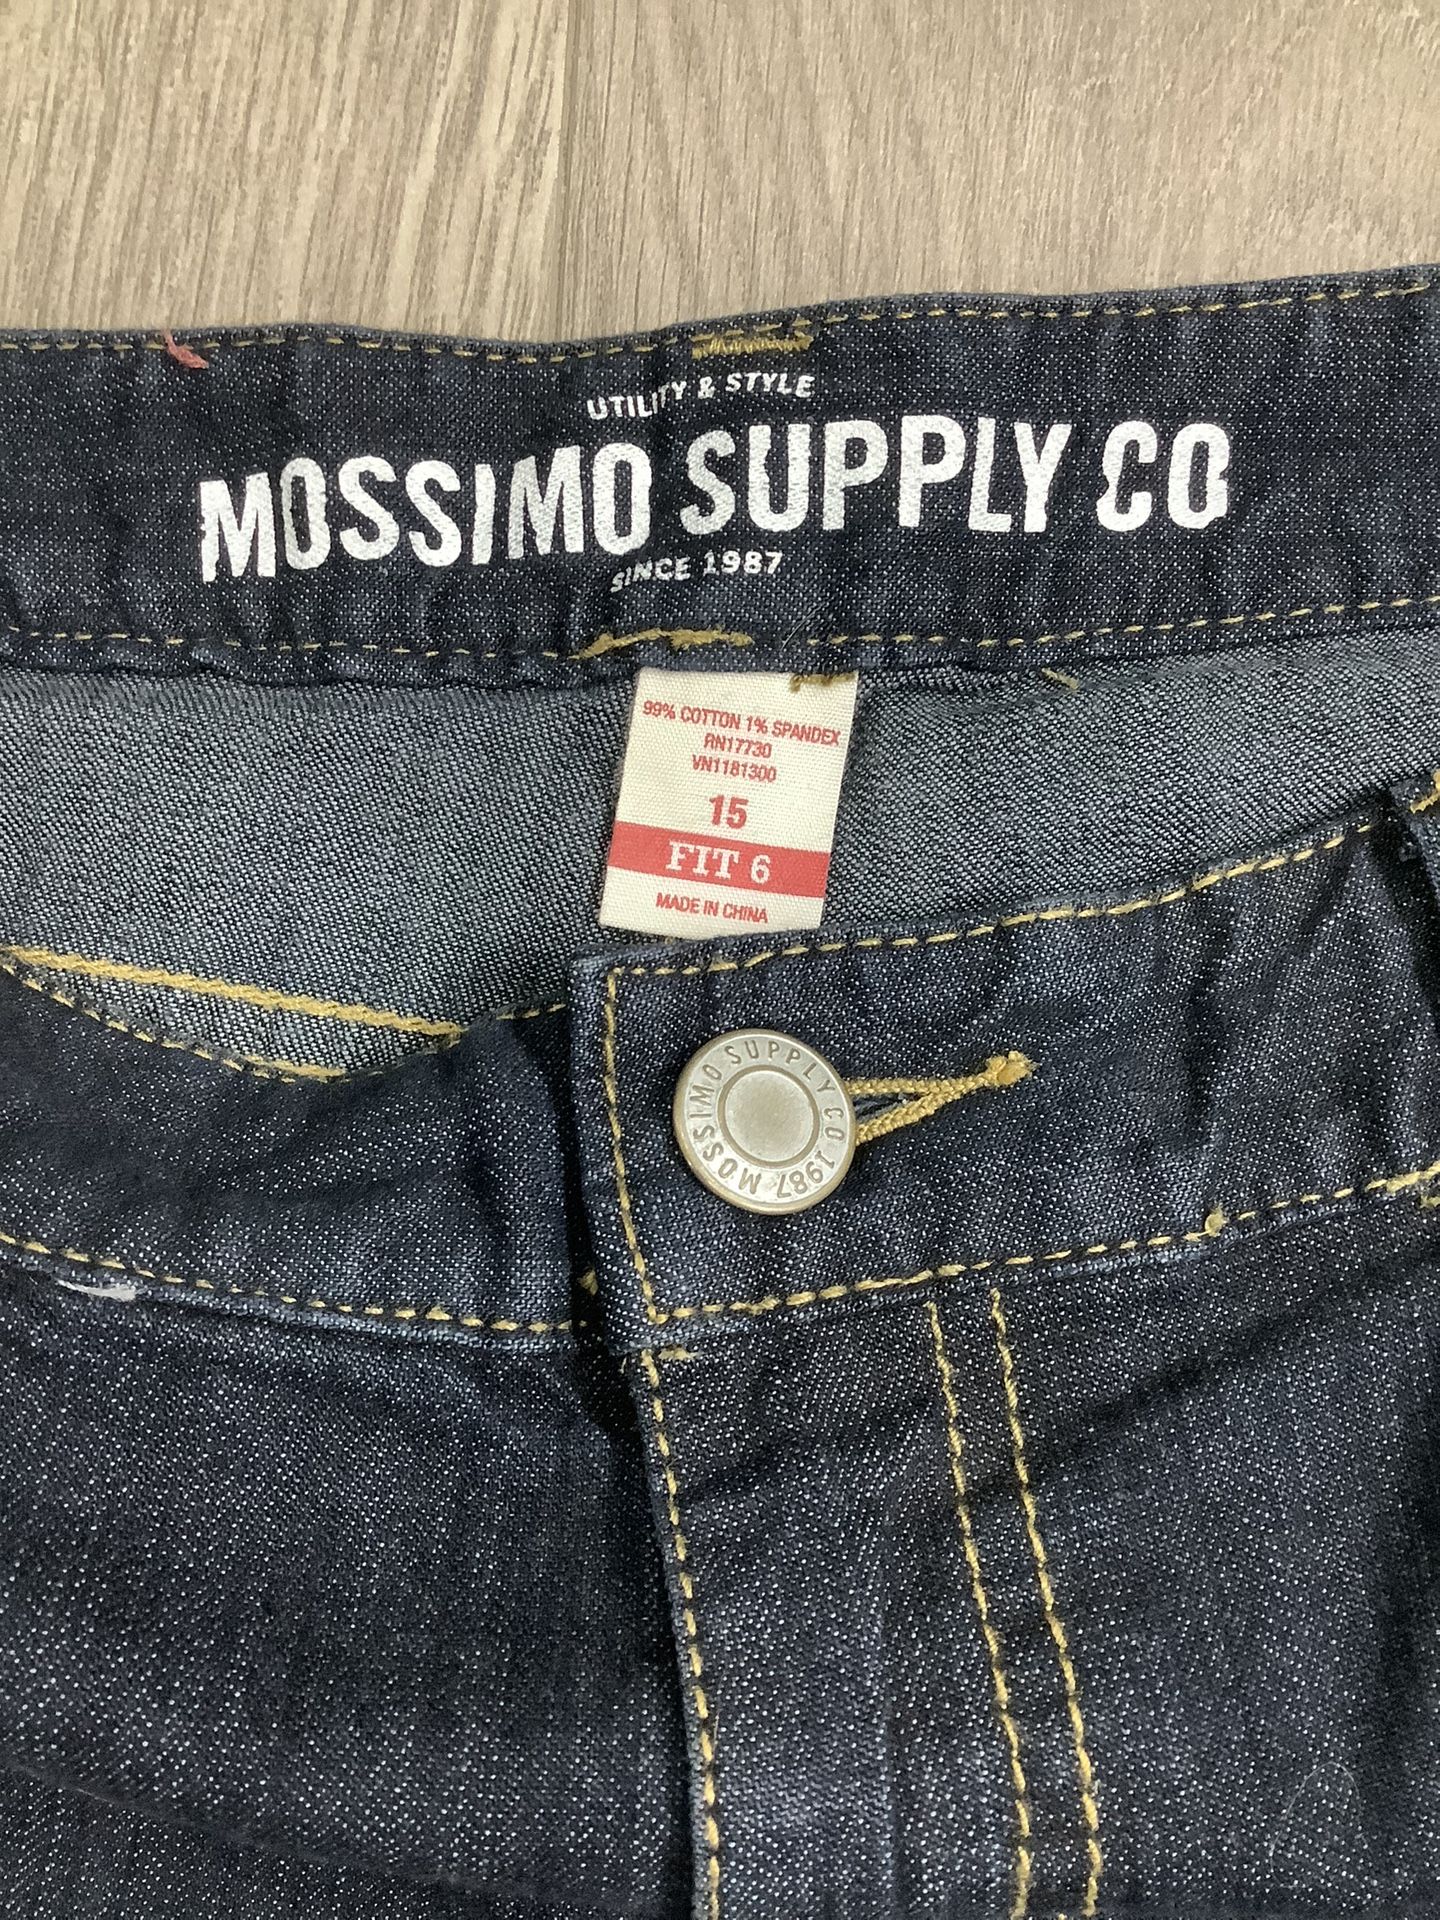 UTILITY & STYLE
MOSSIMO SUPPLY CO
SINCE 1987
99% COTTON 1% SPANDEX
RN17730
VN1181300
15
FIT 6
MADE IN CHINA
MOSSIMO SUPPLY CO 1987